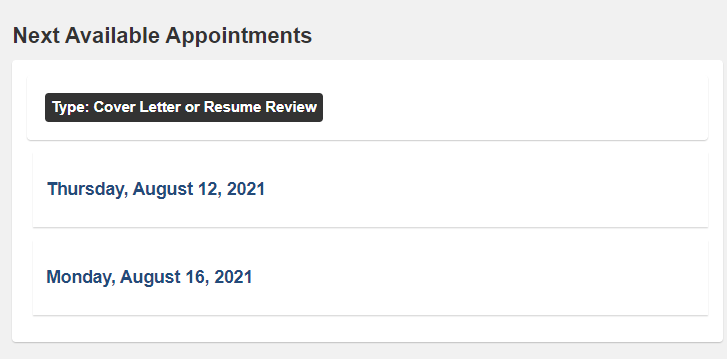 Next Available Appointments
Type: Cover Letter or Resume Review
Thursday, August 12, 2021
Monday, August 16, 2021